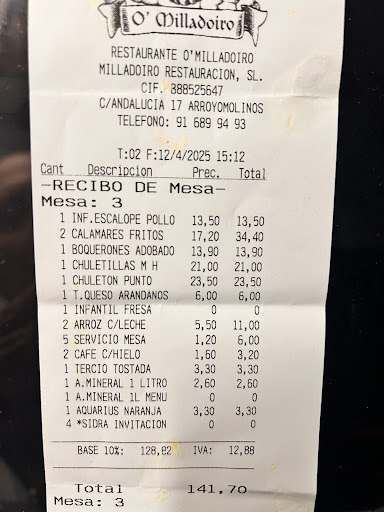 O' Milladoiro
RESTAURANTE O'MILLADOIRO
MILLADOIRO RESTAURACION, SL.
CIF. B88525647
C/ANDALUCIA 17 ARROYOMOLINOS
TELEFONO: 91 689 94 93
T:02 F:12/4/2025 15:12
Cant Descripcion Prec. Total
—RECIBO DE Mesa—
Mesa: 3
1 INF.ESCALOPE POLLO 13,50 13,50
2 CALAMARES FRITOS 17,20 34,40
1 BOQUERONES ADOBADO 13,90 13,90
1 CHULETILLAS M H 21,00 21,00
1 CHULETON PUNTO 23,50 23,50
1 T.QUESO ARANDANOS 6,00 6,00
1 INFANTIL FRESA 0 0
2 ARROZ C/LECHE 5,50 11,00
5 SERVICIO MESA 1,20 6,00
2 CAFE C/HIELO 1,60 3,20
1 TERCIO TOSTADA 3,30 3,30
1 A.MINERAL 1 LITRO 2,60 2,60
1 A.MINERAL 1L MENU 0 0
1 AQUARIUS NARANJA 3,30 3,30
4 *SIDRA INVITACION 0 0
BASE 10%: 128,82 IVA: 12,88
Total 141,70
Mesa: 3